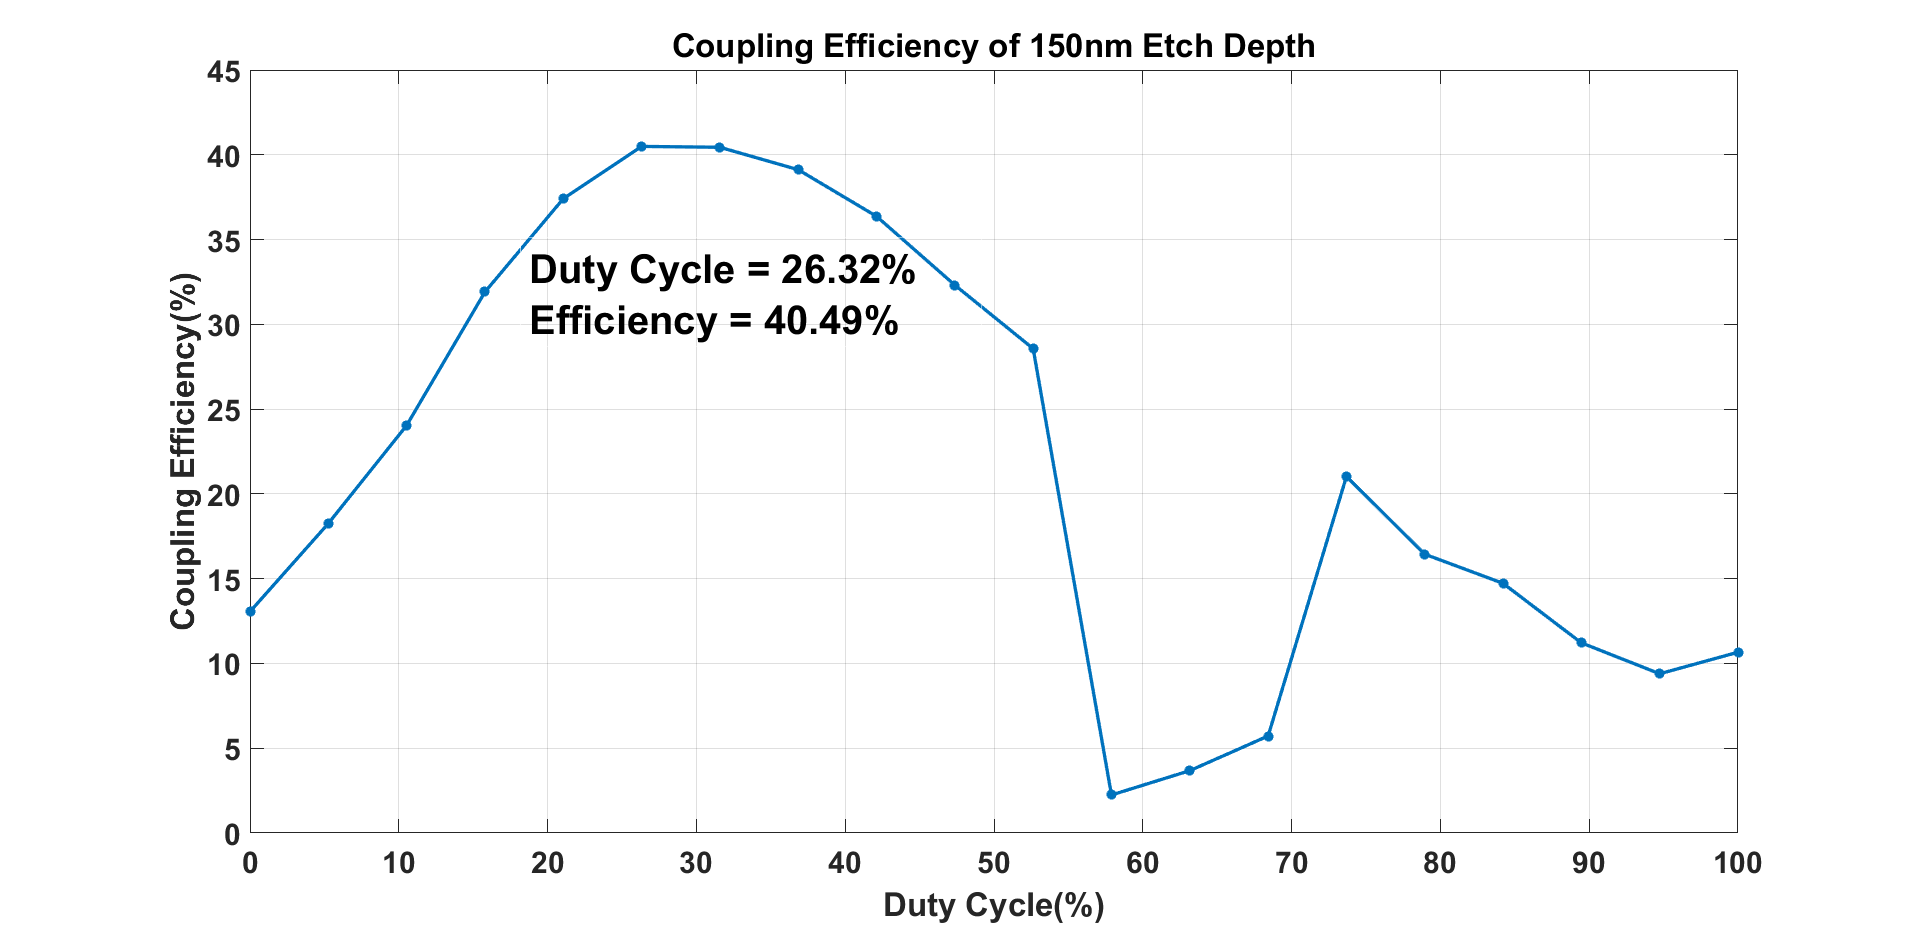 Coupling Efficiency of 150nm Etch Depth
45
40
35
30
25
20
15
10
5
0
Coupling Efficiency(%)
Duty Cycle = 26.32%
Efficiency = 40.49%
0 10 20 30 40 50 60 70 80 90 100
Duty Cycle(%)